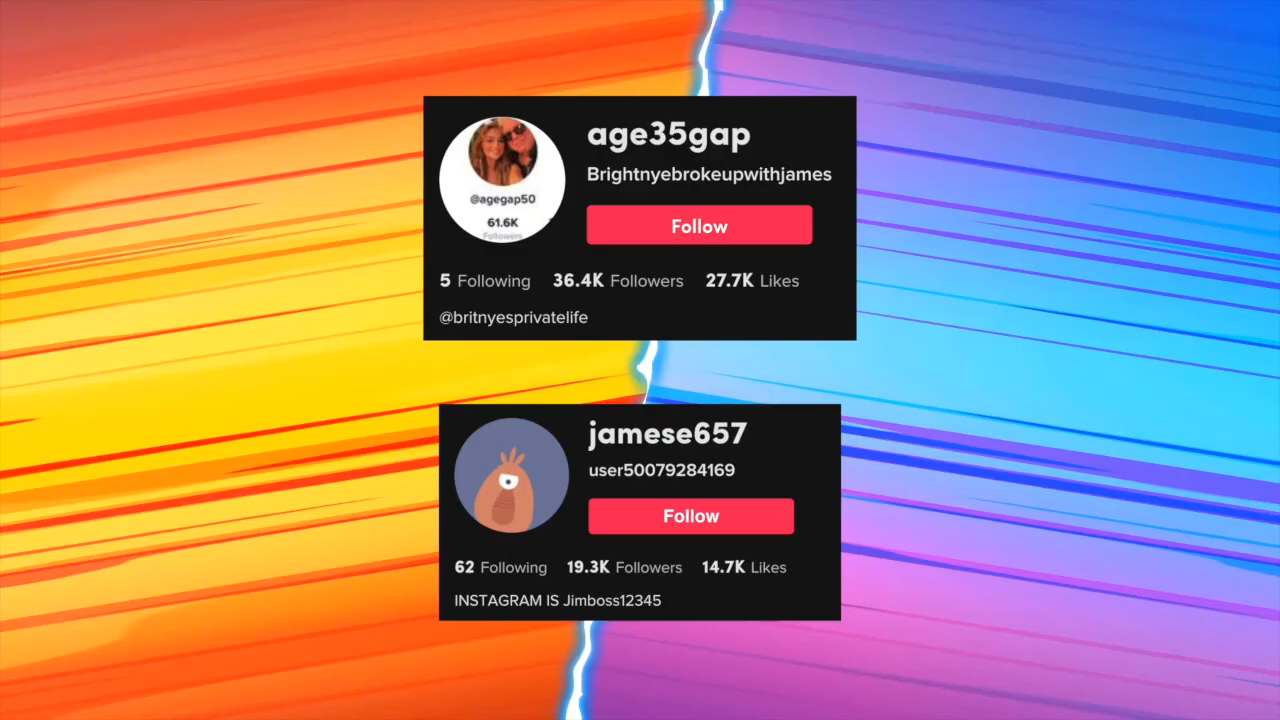 age35gap
Brightnyebrokeupwithjames
@agegap50
61.6K
Followers
Follow
5 Following 36.4K Followers 27.7K Likes
@britnyesprivatelife
jamese657
user50079284169
Follow
62 Following 19.3K Followers 14.7K Likes
INSTAGRAM IS Jimboss12345